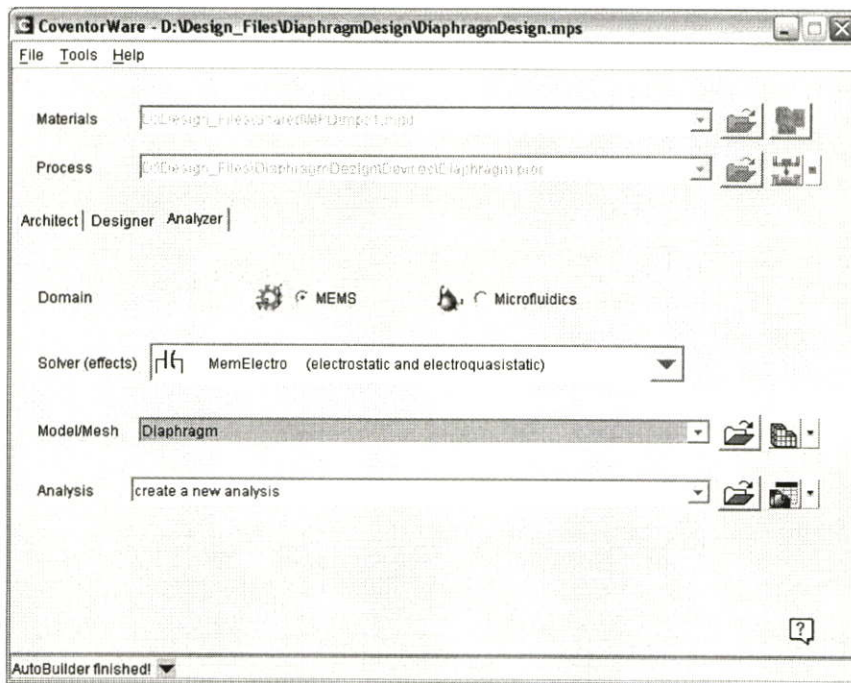 CoventorWare - D:\Design_Files\DiaphragmDesign\DiaphragmDesign.mps
File Tools Help
Materials
Process
Architect Designer Analyzer
Domain MEMS Microfluidics
Solver (effects) MemElectro (electrostatic and electroquasistatic)
Model/Mesh Diaphragm
Analysis create a new analysis
?
AutoBuilder finished!